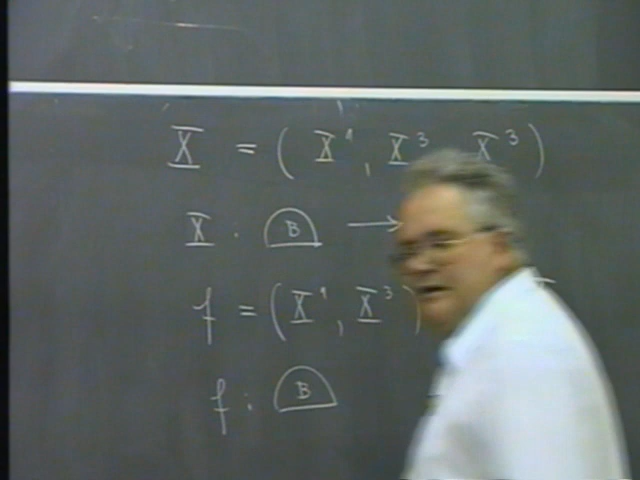 X = ( X¹, X³ X³ )
X . B →
f = ( X¹, X³ )
f : B